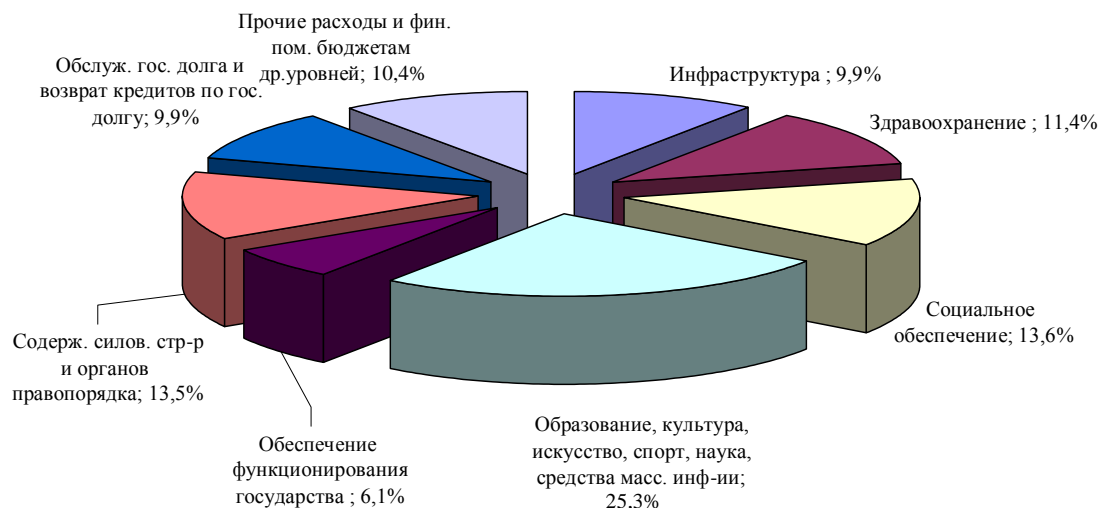 Прочие расходы и фин.
пом. бюджетам
др.уровней; 10,4%
Инфраструктура ; 9,9%
Обслуж. гос. долга и
возврат кредитов по гос.
долгу; 9,9%
Здравоохранение ; 11,4%
Социальное
обеспечение; 13,6%
Содерж. силов. стр-р
и органов
правопорядка; 13,5%
Образование, культура,
искусство, спорт, наука,
средства масс. инф-ии;
25,3%
Обеспечение
функционирования
государства ; 6,1%